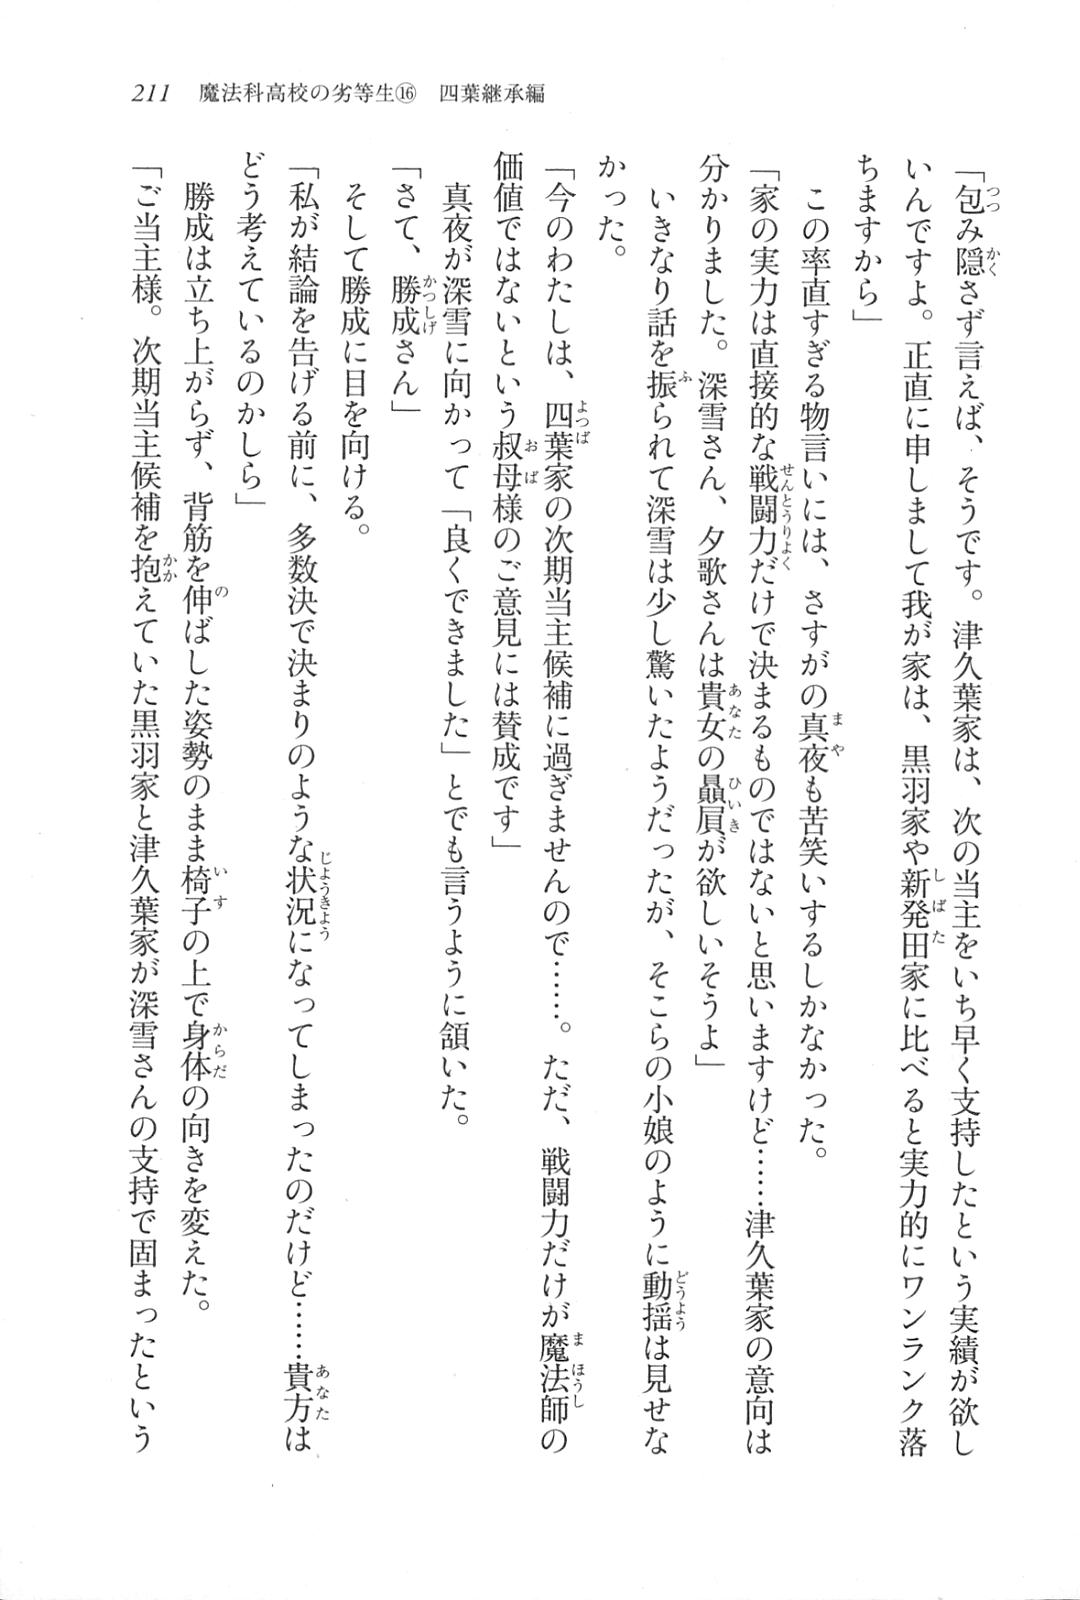 211　魔法科高校の劣等生⑯　四葉継承編
「包み隠さず言えば、そうです。津久葉家は、次の当主をいち早く支持したという実績が欲し
いんですよ。正直に申しまして我が家は、黒羽家や新発田家に比べると実力的にワンランク落
ちますから」
　この率直すぎる物言いには、さすがの真夜も苦笑いするしかなかった。
「家の実力は直接的な戦闘力だけで決まるものではないと思いますけど……津久葉家の意向は
分かりました。深雪さん、夕歌さんは貴女の贔屓が欲しいそうよ」
　いきなり話を振られて深雪は少し驚いたようだったが、そこらの小娘のように動揺は見せな
かった。
「今のわたしは、四葉家の次期当主候補に過ぎませんので……。ただ、戦闘力だけが魔法師の
価値ではないという叔母様のご意見には賛成です」
　真夜が深雪に向かって「良くできました」とでも言うように頷いた。
「さて、勝成さん」
　そして勝成に目を向ける。
「私が結論を告げる前に、多数決で決まりのような状況になってしまったのだけど……貴方は
どう考えているのかしら」
　勝成は立ち上がらず、背筋を伸ばした姿勢のまま椅子の上で身体の向きを変えた。
「ご当主様。次期当主候補を抱えていた黒羽家と津久葉家が深雪さんの支持で固まったという